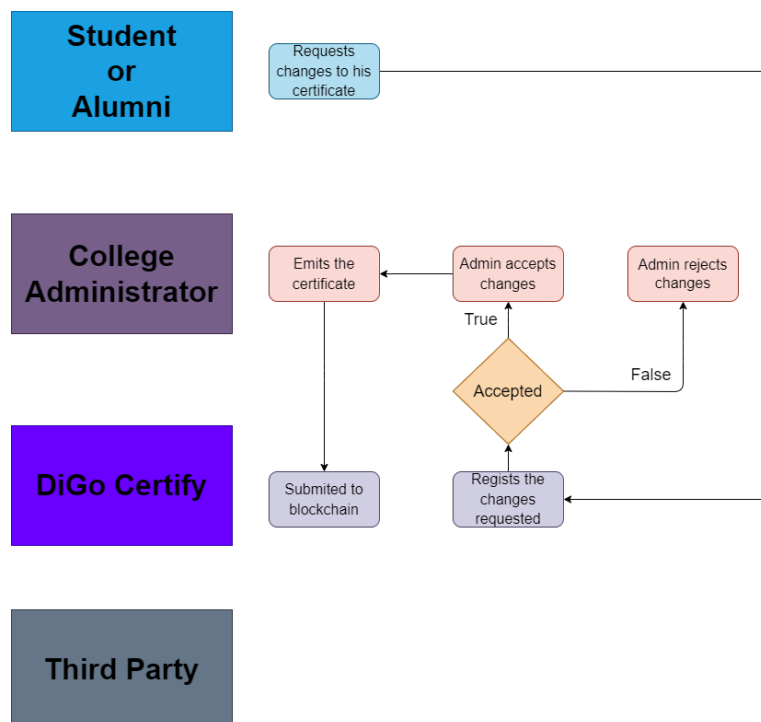 Student
or
Alumni
Requests
changes to his
certificate
College
Administrator
Emits the
certificate
Admin accepts
changes
Admin rejects
changes
True
False
Accepted
DiGo Certify
Submited to
blockchain
Regists the
changes
requested
Third Party